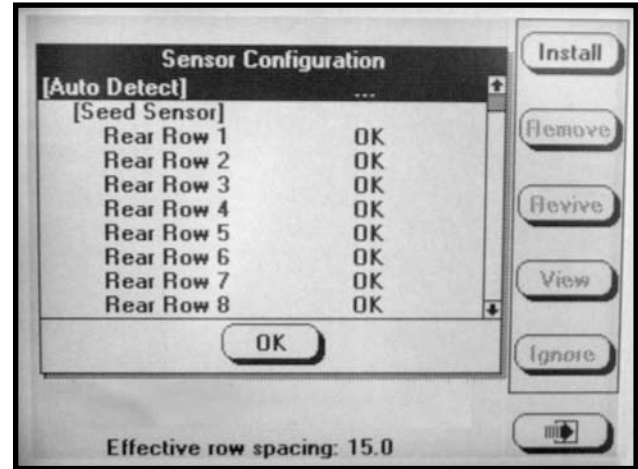 Sensor Configuration
[Auto Detect] ...
[Seed Sensor]
Rear Row 1 OK
Rear Row 2 OK
Rear Row 3 OK
Rear Row 4 OK
Rear Row 5 OK
Rear Row 6 OK
Rear Row 7 OK
Rear Row 8 OK
OK
Effective row spacing: 15.0
Install
Remove
Revive
View
Ignore